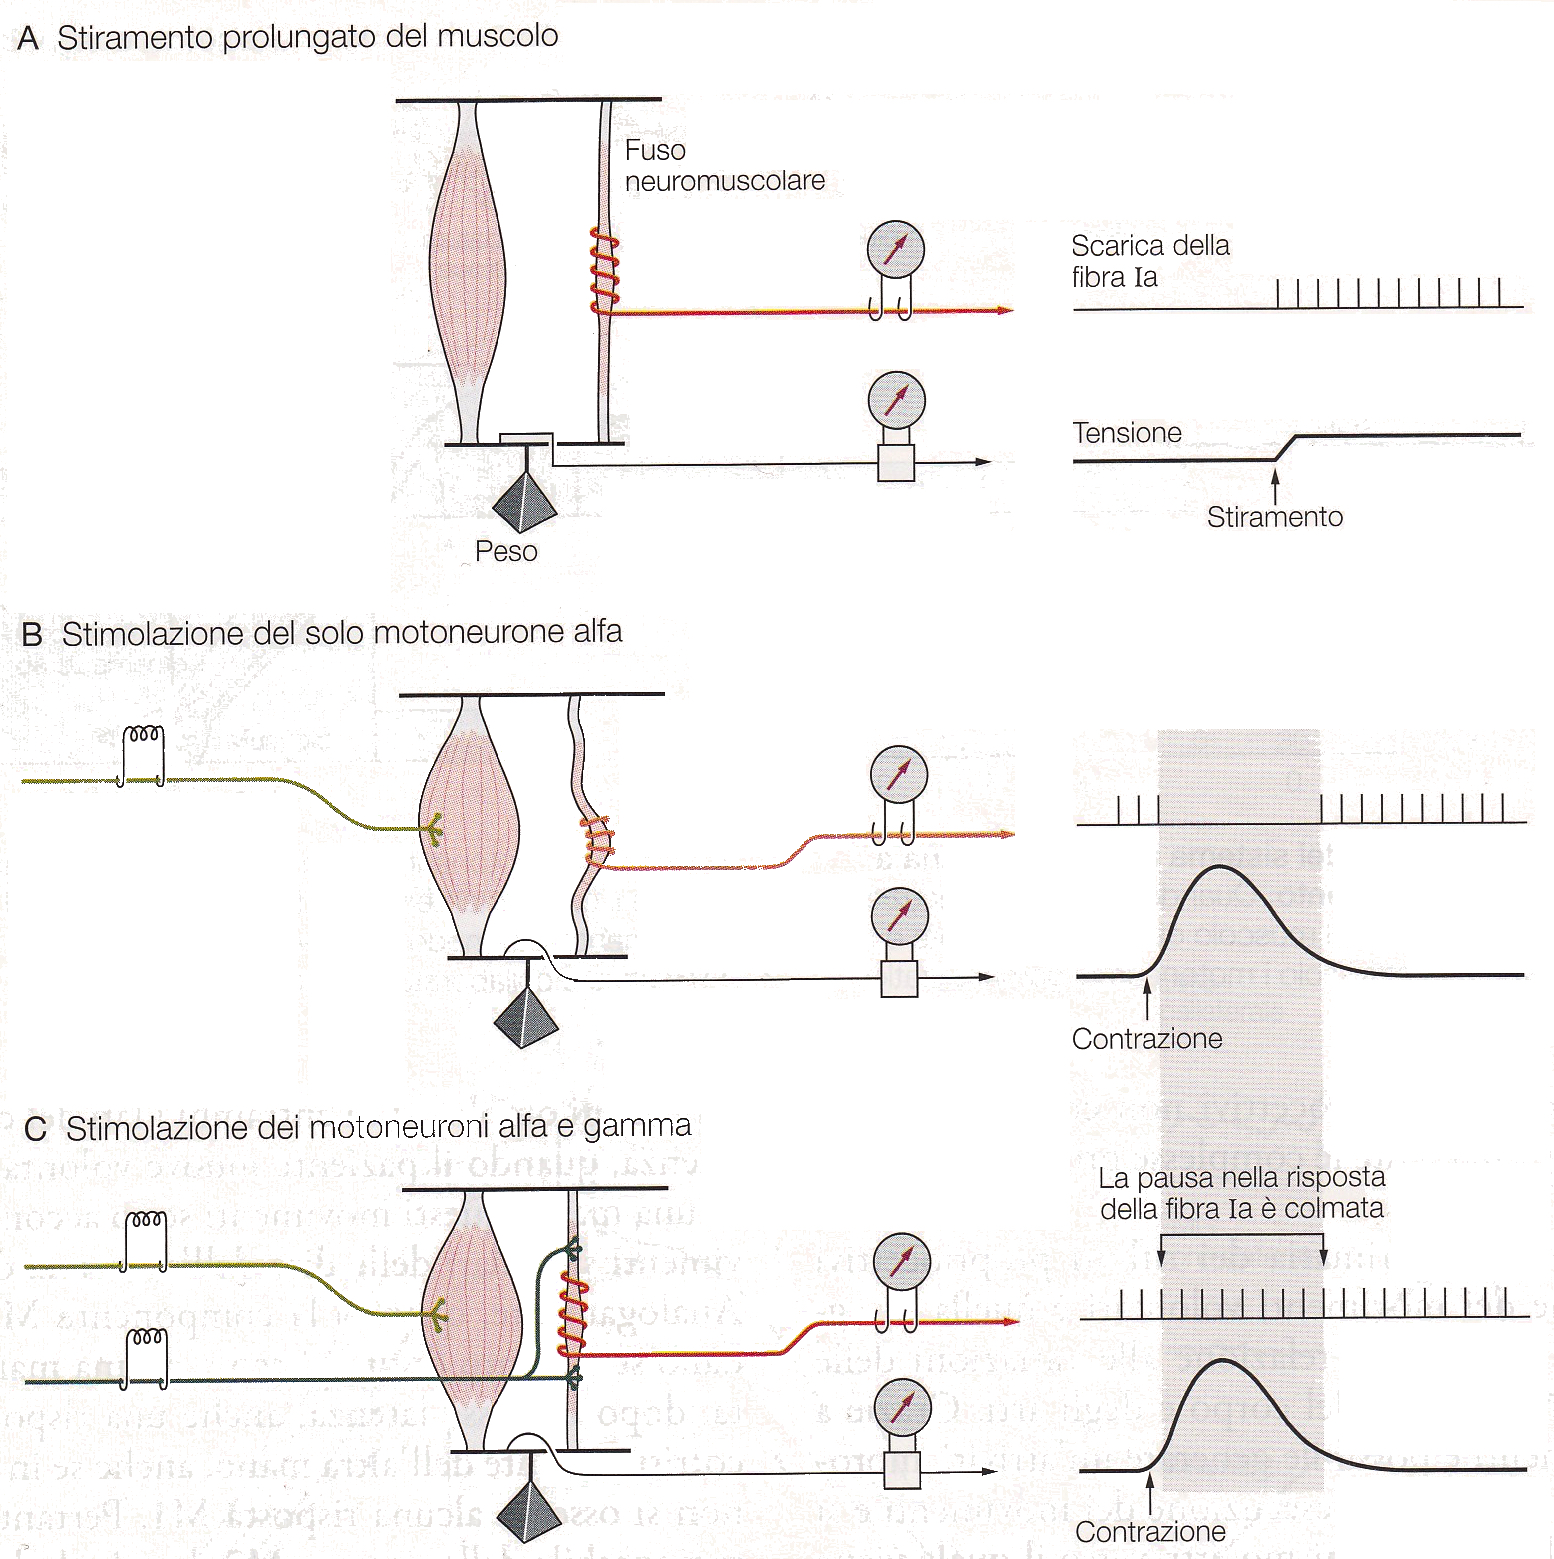 A Stiramento prolungato del muscolo
Fuso
neuromuscolare
Scarica della
fibra Ia
Tensione
Stiramento
Peso
B Stimolazione del solo motoneurone alfa
Contrazione
C Stimolazione dei motoneuroni alfa e gamma
La pausa nella risposta
della fibra Ia è colmata
Contrazione